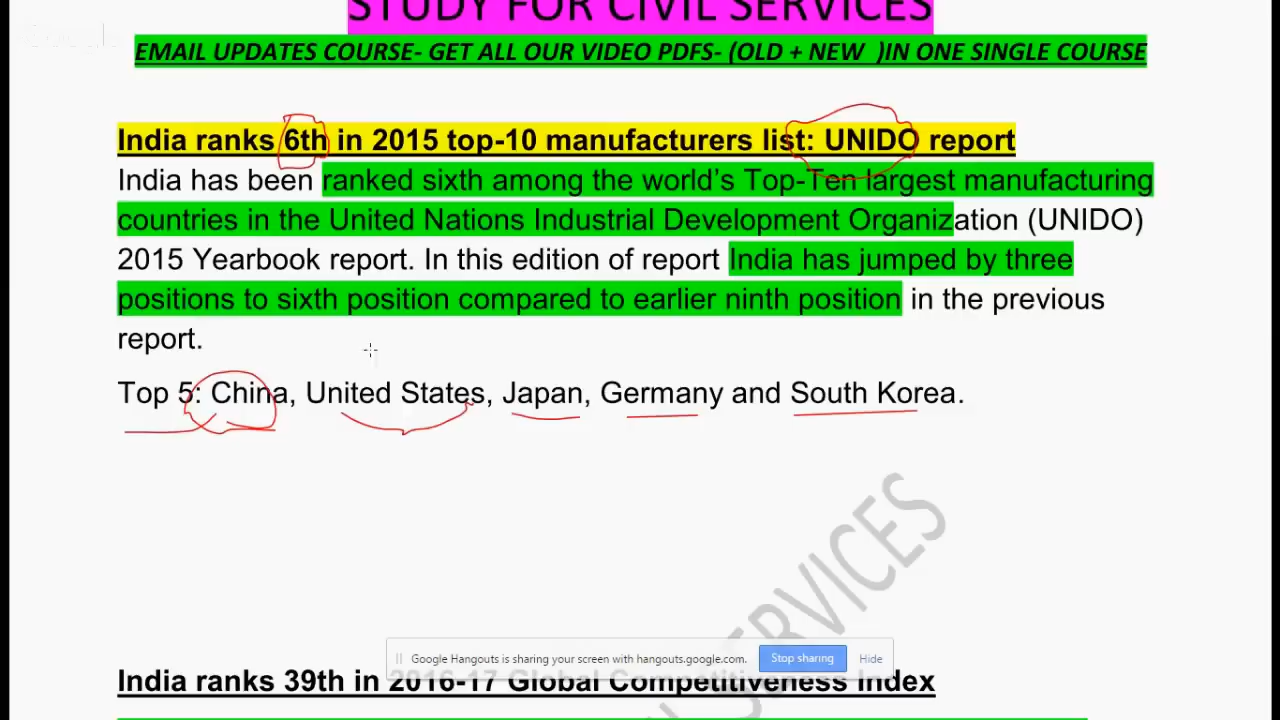 STUDY FOR CIVIL SERVICES
Google
EMAIL UPDATES COURSE- GET ALL OUR VIDEO PDFS- (OLD + NEW )IN ONE SINGLE COURSE
India ranks 6th in 2015 top-10 manufacturers list: UNIDO report
India has been ranked sixth among the world’s Top-Ten largest manufacturing
countries in the United Nations Industrial Development Organization (UNIDO)
2015 Yearbook report. In this edition of report India has jumped by three
positions to sixth position compared to earlier ninth position in the previous
report.
Top 5: China, United States, Japan, Germany and South Korea.
SERVICES
Google Hangouts is sharing your screen with hangouts.google.com.
Stop sharing
Hide
India ranks 39th in 2016-17 Global Competitiveness Index